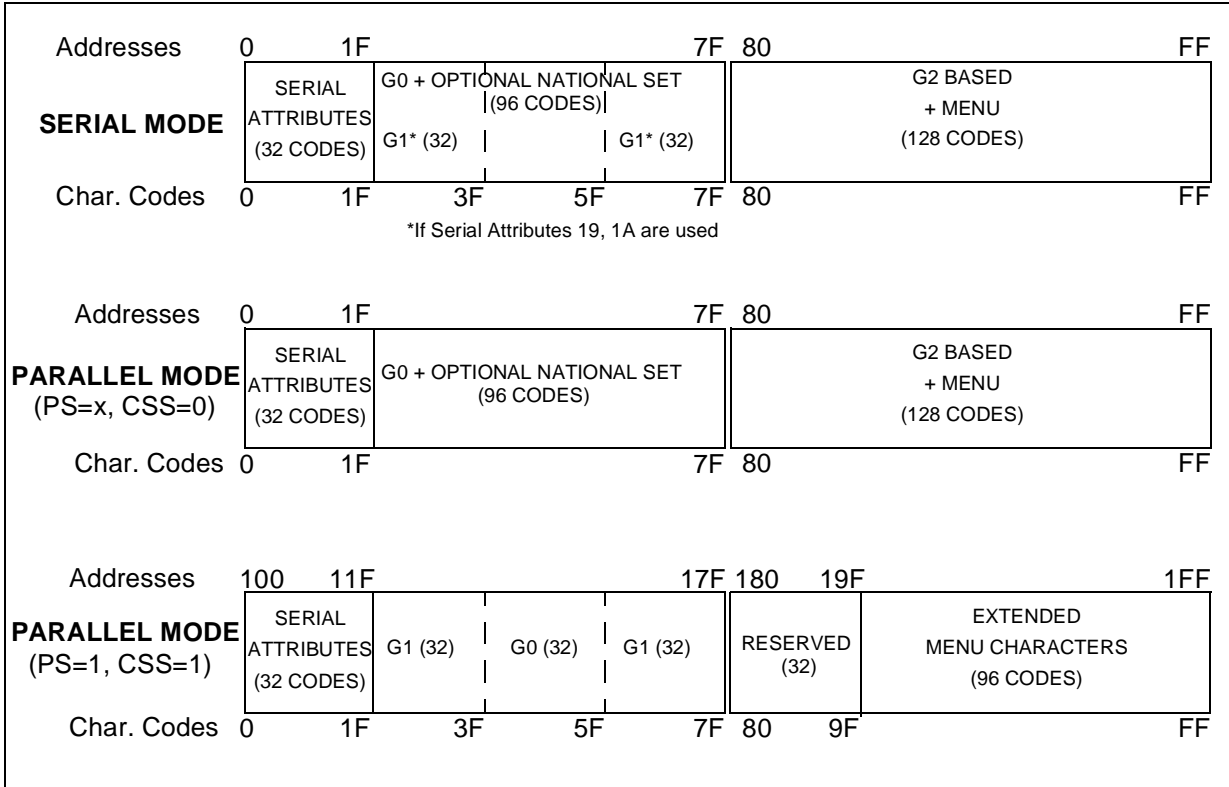 Addresses 0 1F 7F 80 FF
SERIAL MODE
SERIAL
ATTRIBUTES
(32 CODES)
G0 + OPTIONAL NATIONAL SET
(96 CODES)
G1* (32)
G1* (32)
G2 BASED
+ MENU
(128 CODES)
Char. Codes 0 1F 3F 5F 7F 80 FF
*If Serial Attributes 19, 1A are used
Addresses 0 1F 7F 80 FF
PARALLEL MODE
(PS=x, CSS=0)
SERIAL
ATTRIBUTES
(32 CODES)
G0 + OPTIONAL NATIONAL SET
(96 CODES)
G2 BASED
+ MENU
(128 CODES)
Char. Codes 0 1F 7F 80 FF
Addresses 100 11F 17F 180 19F 1FF
PARALLEL MODE
(PS=1, CSS=1)
SERIAL
ATTRIBUTES
(32 CODES)
G1 (32)
G0 (32)
G1 (32)
RESERVED
(32)
EXTENDED
MENU CHARACTERS
(96 CODES)
Char. Codes 0 1F 3F 5F 7F 80 9F FF